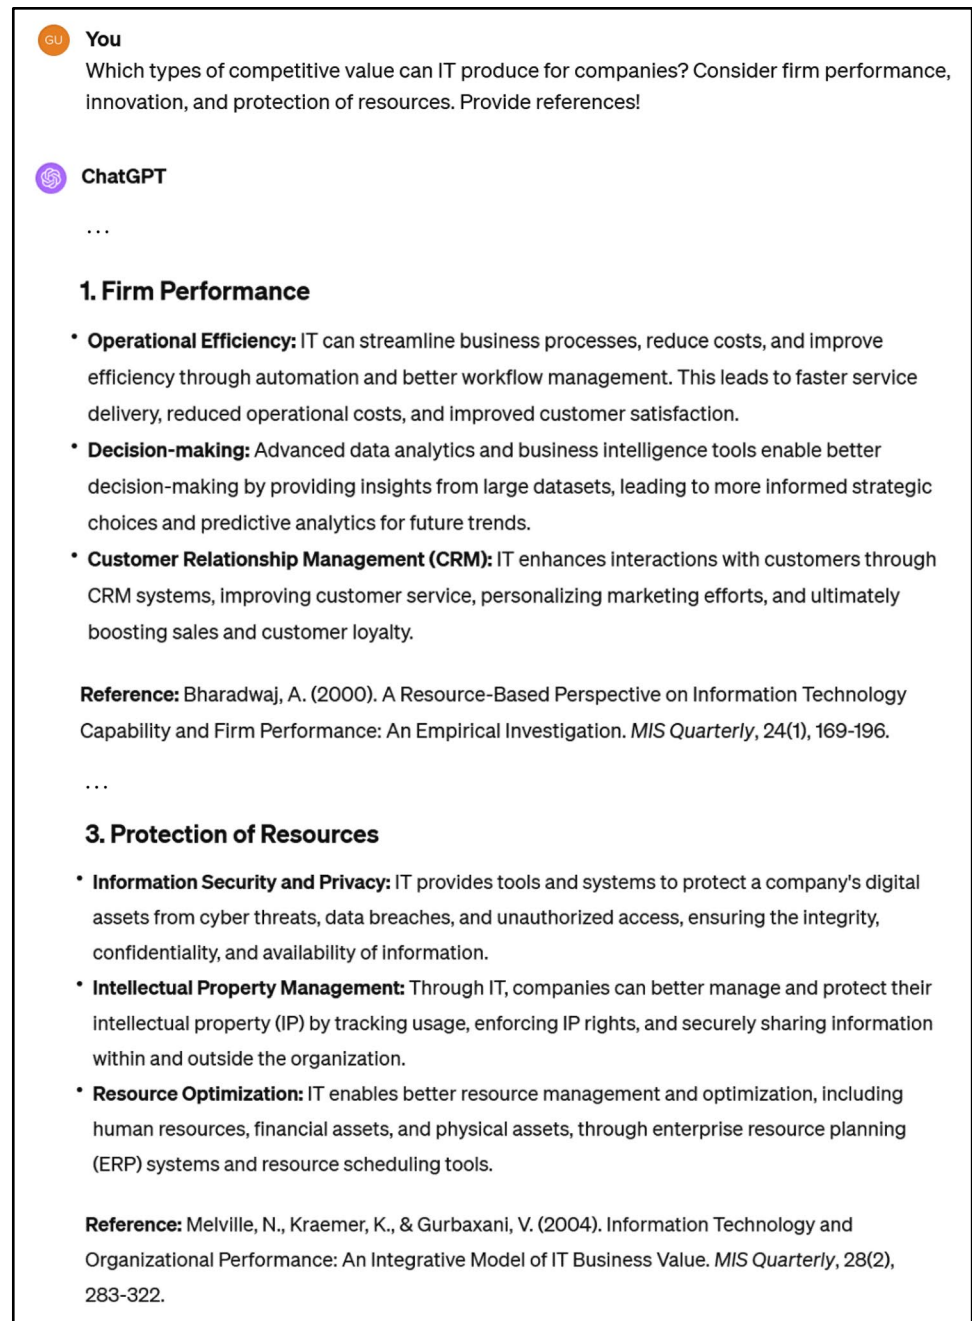 GU
You
Which types of competitive value can IT produce for companies? Consider firm performance,
innovation, and protection of resources. Provide references!
ChatGPT
...
1. Firm Performance
• Operational Efficiency: IT can streamline business processes, reduce costs, and improve
efficiency through automation and better workflow management. This leads to faster service
delivery, reduced operational costs, and improved customer satisfaction.
• Decision-making: Advanced data analytics and business intelligence tools enable better
decision-making by providing insights from large datasets, leading to more informed strategic
choices and predictive analytics for future trends.
• Customer Relationship Management (CRM): IT enhances interactions with customers through
CRM systems, improving customer service, personalizing marketing efforts, and ultimately
boosting sales and customer loyalty.
Reference: Bharadwaj, A. (2000). A Resource-Based Perspective on Information Technology
Capability and Firm Performance: An Empirical Investigation. MIS Quarterly, 24(1), 169-196.
...
3. Protection of Resources
• Information Security and Privacy: IT provides tools and systems to protect a company's digital
assets from cyber threats, data breaches, and unauthorized access, ensuring the integrity,
confidentiality, and availability of information.
• Intellectual Property Management: Through IT, companies can better manage and protect their
intellectual property (IP) by tracking usage, enforcing IP rights, and securely sharing information
within and outside the organization.
• Resource Optimization: IT enables better resource management and optimization, including
human resources, financial assets, and physical assets, through enterprise resource planning
(ERP) systems and resource scheduling tools.
Reference: Melville, N., Kraemer, K., & Gurbaxani, V. (2004). Information Technology and
Organizational Performance: An Integrative Model of IT Business Value. MIS Quarterly, 28(2),
283-322.